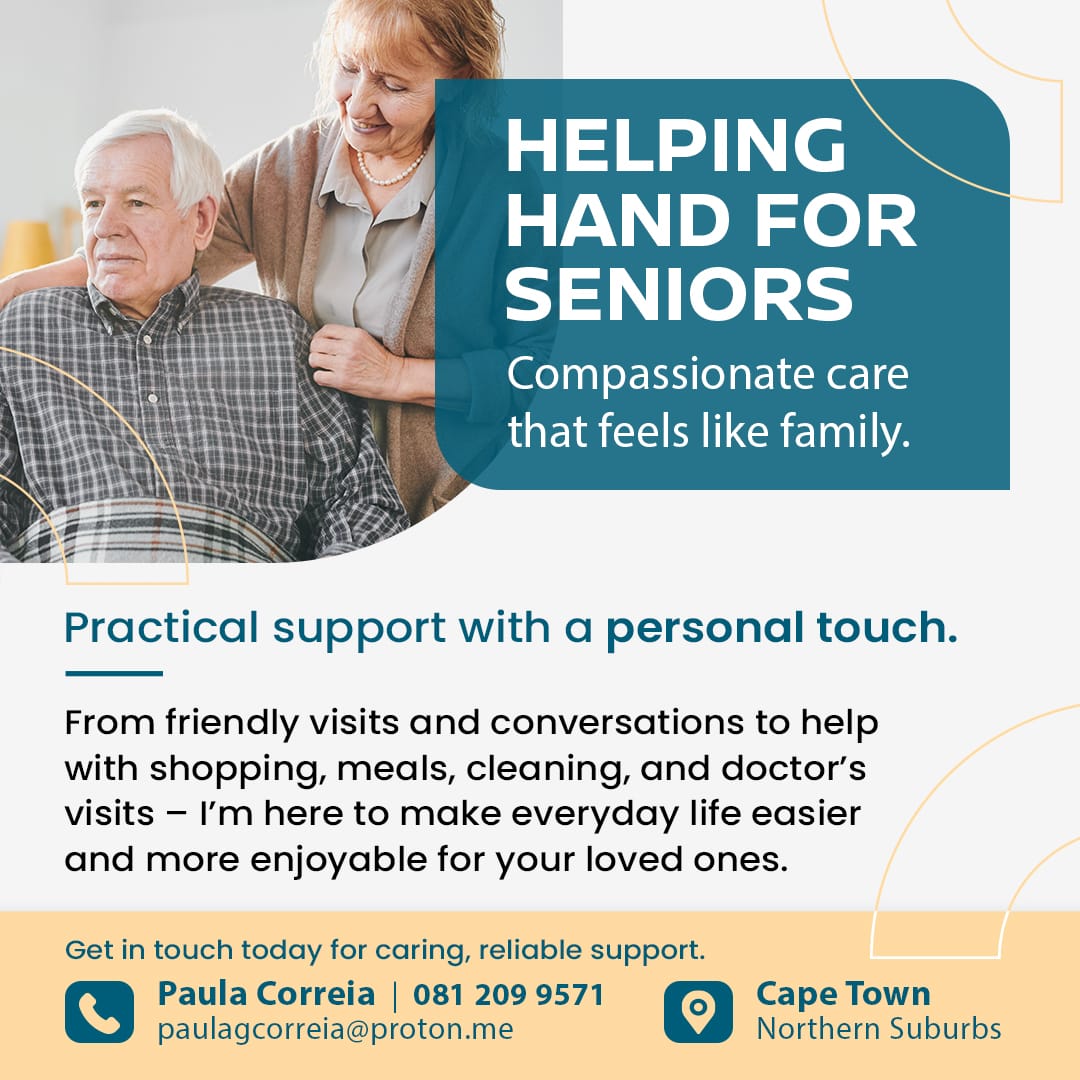 HELPING
HAND FOR
SENIORS
Compassionate care
that feels like family.
Practical support with a personal touch.
From friendly visits and conversations to help
with shopping, meals, cleaning, and doctor’s
visits – I’m here to make everyday life easier
and more enjoyable for your loved ones.
Get in touch today for caring, reliable support.
Paula Correia | 081 209 9571
paulagcorreia@proton.me
Cape Town
Northern Suburbs